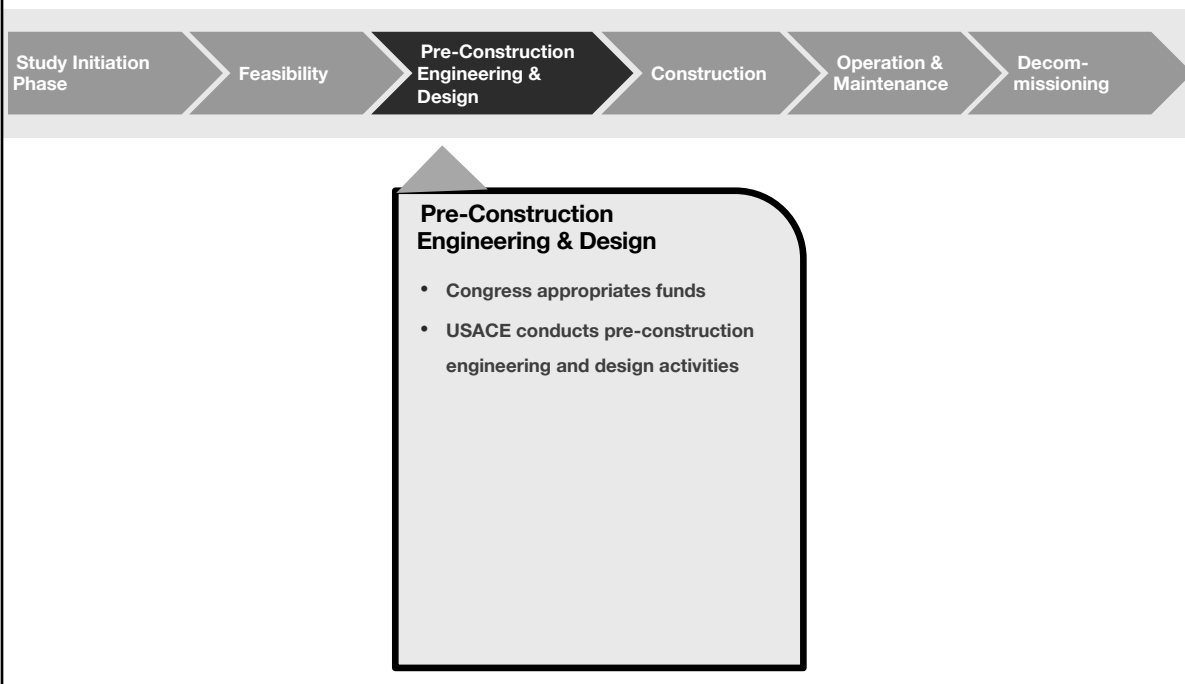 Study Initiation
Phase
Feasibility
Pre-Construction
Engineering &
Design
Construction
Operation &
Maintenance
Decom-
missioning
Pre-Construction
Engineering & Design
• Congress appropriates funds
• USACE conducts pre-construction
engineering and design activities